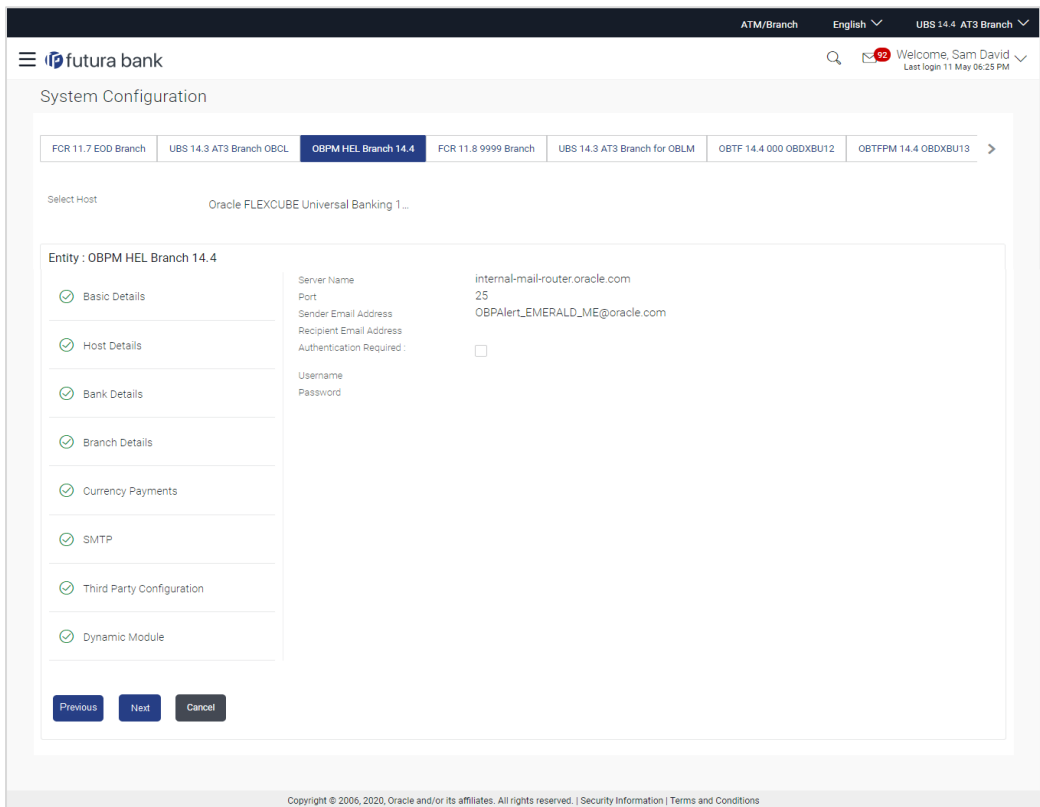 ATM/Branch English UBS 14.4 AT3 Branch
futura bank 92 Welcome, Sam David
Last login 11 May 06:25 PM
System Configuration
FCR 11.7 EOD Branch UBS 14.3 AT3 Branch OBCL OBPM HEL Branch 14.4 FCR 11.8 9999 Branch UBS 14.3 AT3 Branch for OBLM OBTF 14.4 000 OBDXBU12 OBTFPM 14.4 OBDXBU13
Select Host Oracle FLEXCUBE Universal Banking 1...
Entity : OBPM HEL Branch 14.4
Basic Details
Host Details
Bank Details
Branch Details
Currency Payments
SMTP
Third Party Configuration
Dynamic Module
Server Name internal-mail-router.oracle.com
Port 25
Sender Email Address OBPAlert_EMERALD_ME@oracle.com
Recipient Email Address
Authentication Required :
Username
Password
Previous Next Cancel
Copyright © 2006, 2020, Oracle and/or its affiliates. All rights reserved. | Security Information | Terms and Conditions